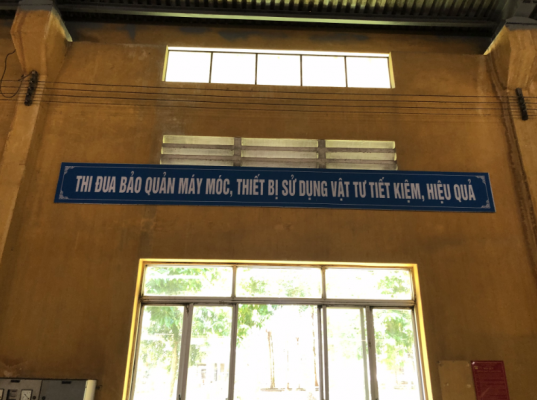 THI ĐUA BẢO QUẢN MÁY MÓC, THIẾT BỊ SỬ DỤNG VẬT TƯ TIẾT KIỆM, HIỆU QUẢ